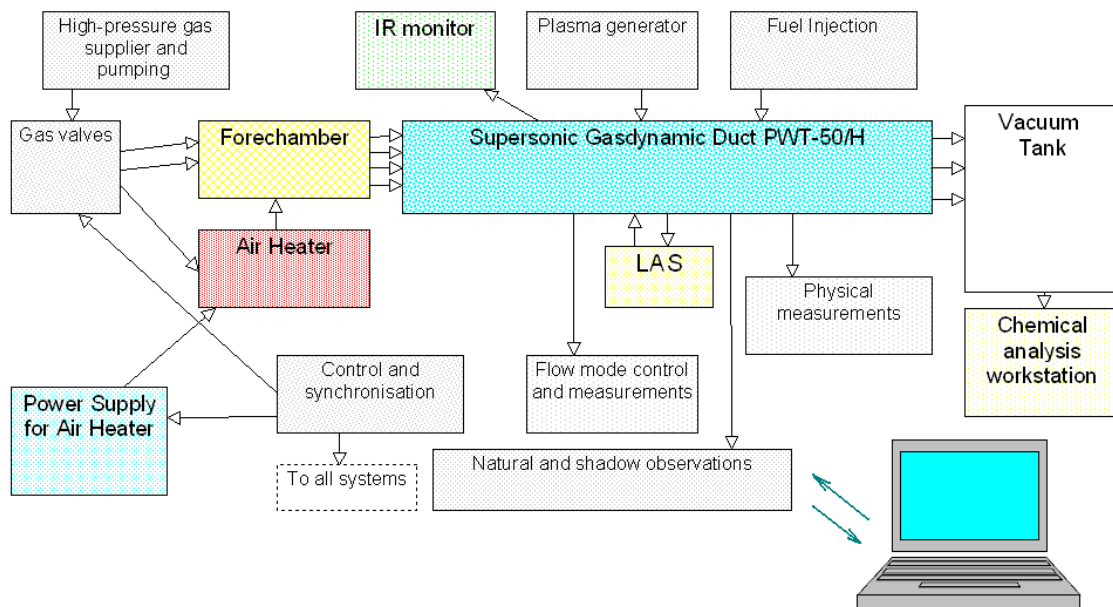 High-pressure gas
supplier and
pumping
IR monitor
Plasma generator
Fuel Injection
Gas valves
Forechamber
Supersonic Gasdynamic Duct PWT-50/H
Vacuum
Tank
Air Heater
LAS
Physical
measurements
Chemical
analysis
workstation
Control and
synchronisation
Flow mode control
and measurements
Power Supply
for Air Heater
To all systems
Natural and shadow observations